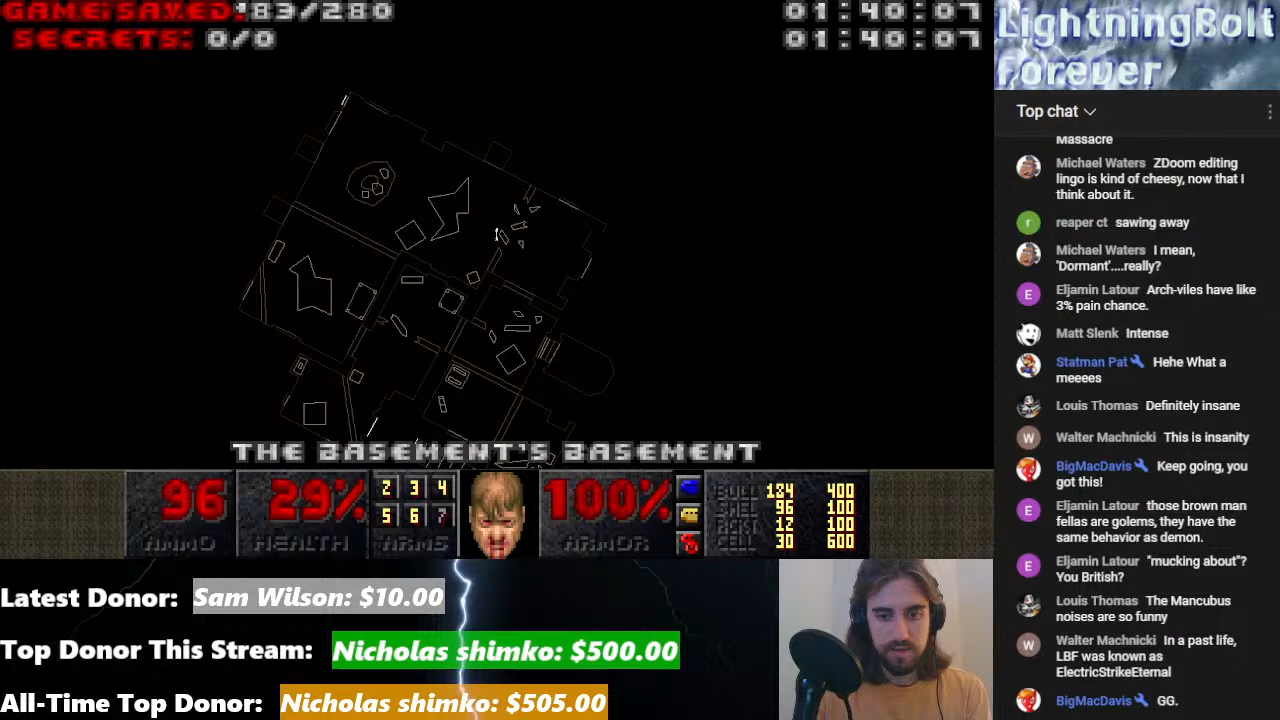 GAME SAVED. 183/280
01:40:07
SECRETS: 0/0
01:40:07
THE BASEMENT'S BASEMENT
96
AMMO
29%
HEALTH
2 3 4
5 6 7
ARMS
100%
ARMOR
BULL 184 400
SHEL 96 100
RCKT 12 100
CELL 30 600
Latest Donor: Sam Wilson: $10.00
Top Donor This Stream: Nicholas shimko: $500.00
All-Time Top Donor: Nicholas shimko: $505.00
LightningBolt
Forever
Top chat
Massacre
Michael Waters ZDoom editing
lingo is kind of cheesy, now that I
think about it.
r
reaper ct sawing away
Michael Waters I mean,
'Dormant'....really?
E
Eljamin Latour Arch-viles have like
3% pain chance.
Matt Slenk Intense
Statman Pat Hehe What a
meeees
Louis Thomas Definitely insane
W
Walter Machnicki This is insanity
BigMacDavis Keep going, you
got this!
E
Eljamin Latour those brown man
fellas are golems, they have the
same behavior as demon.
E
Eljamin Latour "mucking about"?
You British?
Louis Thomas The Mancubus
noises are so funny
W
Walter Machnicki In a past life,
LBF was known as
ElectricStrikeEternal
BigMacDavis GG.